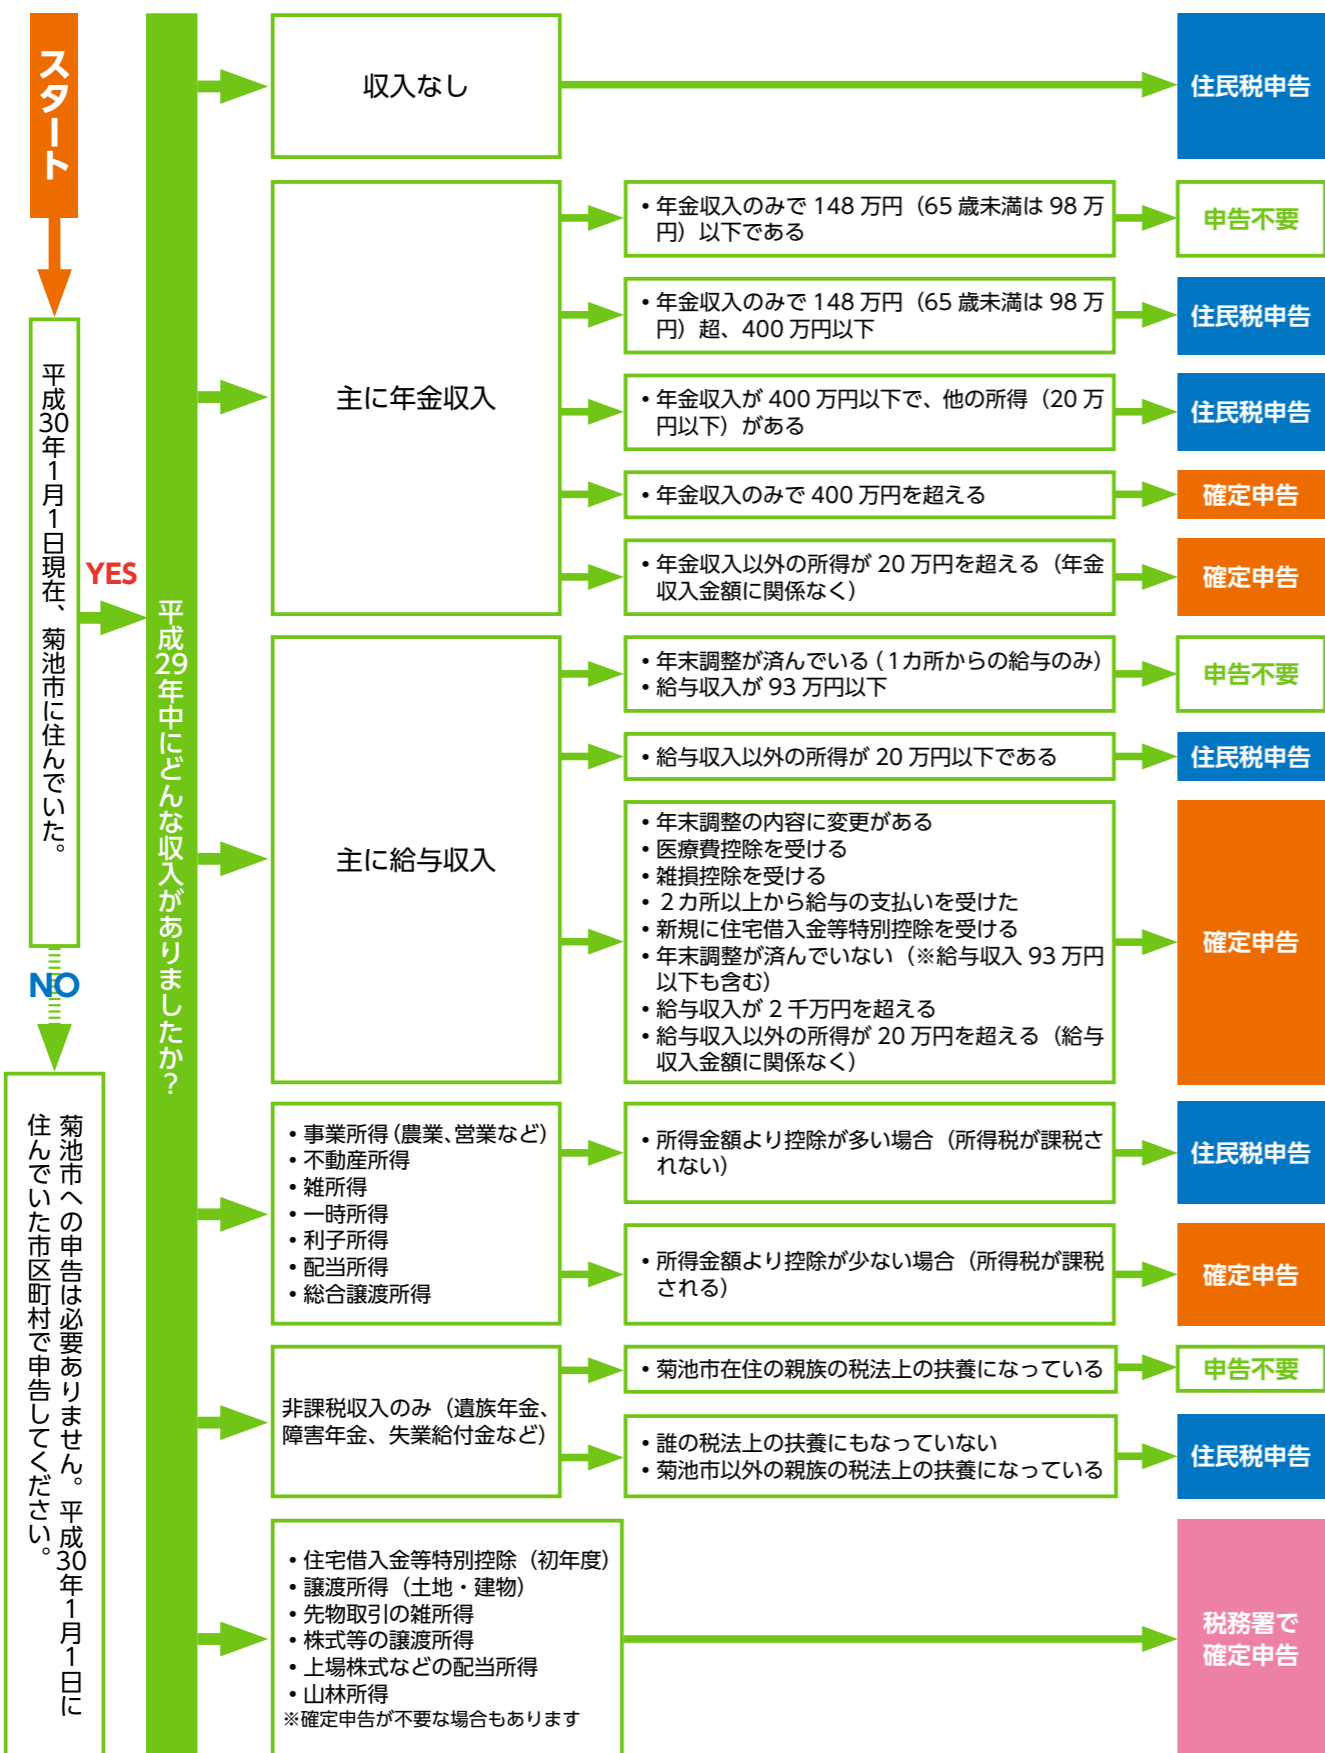 スタート
平成30年1月1日現在、菊池市に住んでいた。
YES
NO
菊池市への申告は必要ありません。平成30年1月1日に
住んでいた市区町村で申告してください。
平成29年中にどんな収入がありましたか？
収入なし
住民税申告
主に年金収入
• 年金収入のみで 148 万円（65 歳未満は 98 万
円）以下である
申告不要
• 年金収入のみで 148 万円（65 歳未満は 98 万
円）超、400 万円以下
住民税申告
• 年金収入が 400 万円以下で、他の所得（20 万
円以下）がある
住民税申告
• 年金収入のみで 400 万円を超える
確定申告
• 年金収入以外の所得が 20 万円を超える（年金
収入金額に関係なく）
確定申告
主に給与収入
• 年末調整が済んでいる（1カ所からの給与のみ）
• 給与収入が 93 万円以下
申告不要
• 給与収入以外の所得が 20 万円以下である
住民税申告
• 年末調整の内容に変更がある
• 医療費控除を受ける
• 雑損控除を受ける
• ２カ所以上から給与の支払いを受けた
• 新規に住宅借入金等特別控除を受ける
• 年末調整が済んでいない（※給与収入 93 万円
以下も含む）
• 給与収入が 2 千万円を超える
• 給与収入以外の所得が 20 万円を超える（給与
収入金額に関係なく）
確定申告
• 事業所得（農業、営業など）
• 不動産所得
• 雑所得
• 一時所得
• 利子所得
• 配当所得
• 総合譲渡所得
• 所得金額より控除が多い場合（所得税が課税さ
れない）
住民税申告
• 所得金額より控除が少ない場合（所得税が課税
される）
確定申告
非課税収入のみ（遺族年金、
障害年金、失業給付金など）
• 菊池市在住の親族の税法上の扶養になっている
申告不要
• 誰の税法上の扶養にもなっていない
• 菊池市以外の親族の税法上の扶養になっている
住民税申告
• 住宅借入金等特別控除（初年度）
• 譲渡所得（土地・建物）
• 先物取引の雑所得
• 株式等の譲渡所得
• 上場株式などの配当所得
• 山林所得
※確定申告が不要な場合もあります
税務署で
確定申告